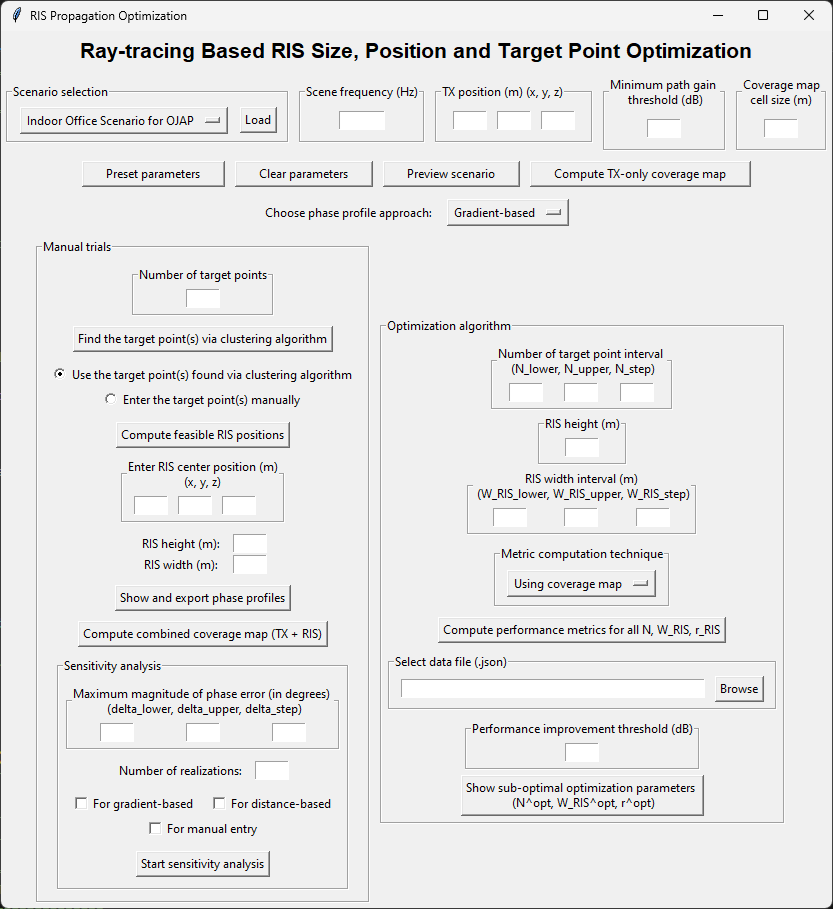 RIS Propagation Optimization
Ray-tracing Based RIS Size, Position and Target Point Optimization
Scenario selection
Indoor Office Scenario for OJAP
Load
Scene frequency (Hz)
TX position (m) (x, y, z)
Minimum path gain
threshold (dB)
Coverage map
cell size (m)
Preset parameters
Clear parameters
Preview scenario
Compute TX-only coverage map
Choose phase profile approach:
Gradient-based
Manual trials
Number of target points
Find the target point(s) via clustering algorithm
Use the target point(s) found via clustering algorithm
Enter the target point(s) manually
Compute feasible RIS positions
Enter RIS center position (m)
(x, y, z)
RIS height (m):
RIS width (m):
Show and export phase profiles
Compute combined coverage map (TX + RIS)
Sensitivity analysis
Maximum magnitude of phase error (in degrees)
(delta_lower, delta_upper, delta_step)
Number of realizations:
For gradient-based
For distance-based
For manual entry
Start sensitivity analysis
Optimization algorithm
Number of target point interval
(N_lower, N_upper, N_step)
RIS height (m)
RIS width interval (m)
(W_RIS_lower, W_RIS_upper, W_RIS_step)
Metric computation technique
Using coverage map
Compute performance metrics for all N, W_RIS, r_RIS
Select data file (.json)
Browse
Performance improvement threshold (dB)
Show sub-optimal optimization parameters
(N^opt, W_RIS^opt, r^opt)